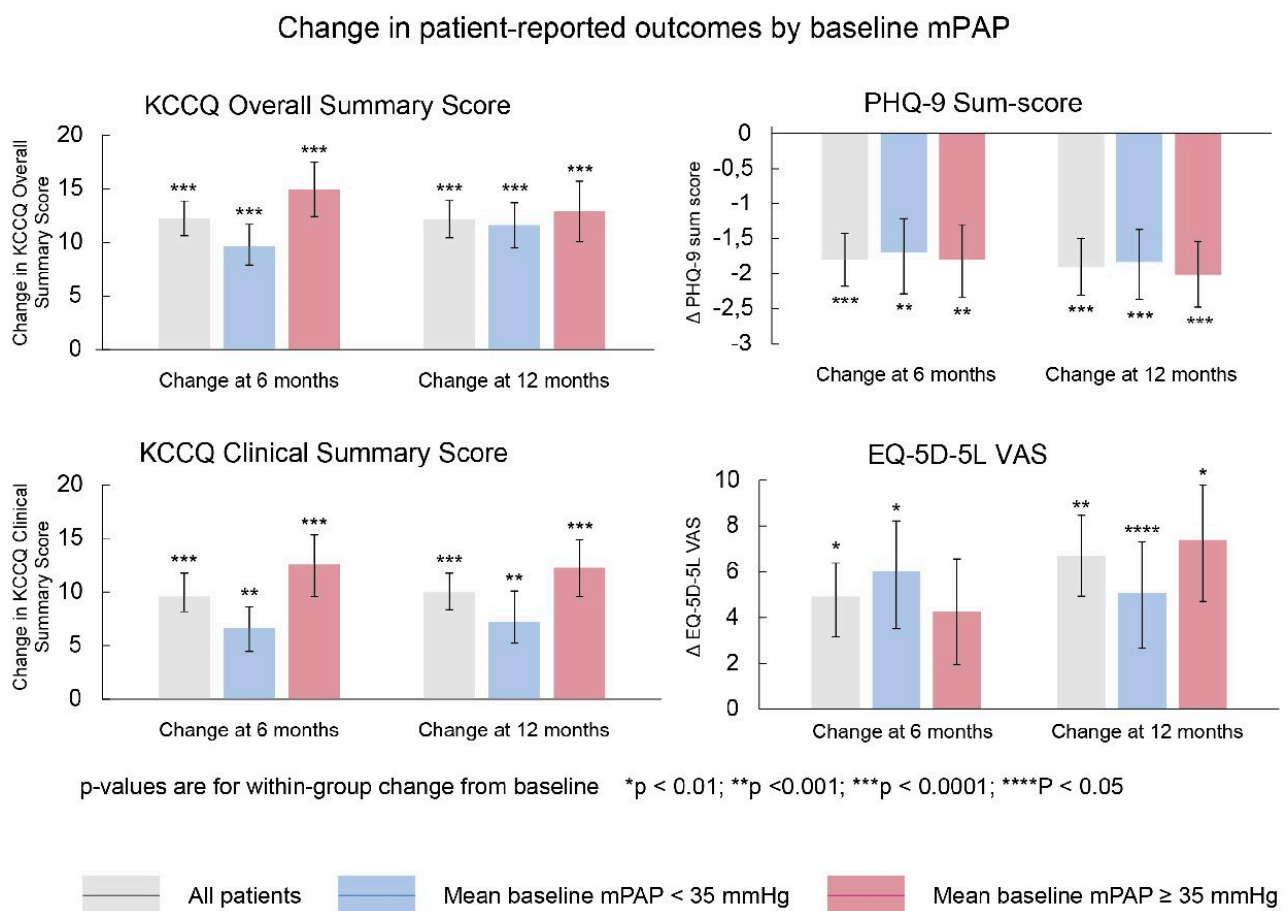 Change in patient-reported outcomes by baseline mPAP
KCCQ Overall Summary Score
Change in KCCQ Overall
Summary Score
20
15
10
5
0
***
***
***
***
***
***
Change at 6 months
Change at 12 months
PHQ-9 Sum-score
Δ PHQ-9 sum score
0
-0,5
-1
-1,5
-2
-2,5
-3
***
**
**
***
***
***
Change at 6 months
Change at 12 months
KCCQ Clinical Summary Score
Change in KCCQ Clinical
Summary Score
20
15
10
5
0
***
**
***
***
**
***
Change at 6 months
Change at 12 months
EQ-5D-5L VAS
Δ EQ-5D-5L VAS
10
8
6
4
2
0
*
*
**
****
*
Change at 6 months
Change at 12 months
p-values are for within-group change from baseline *p < 0.01; **p <0.001; ***p < 0.0001; ****P < 0.05
All patients
Mean baseline mPAP < 35 mmHg
Mean baseline mPAP ≥ 35 mmHg